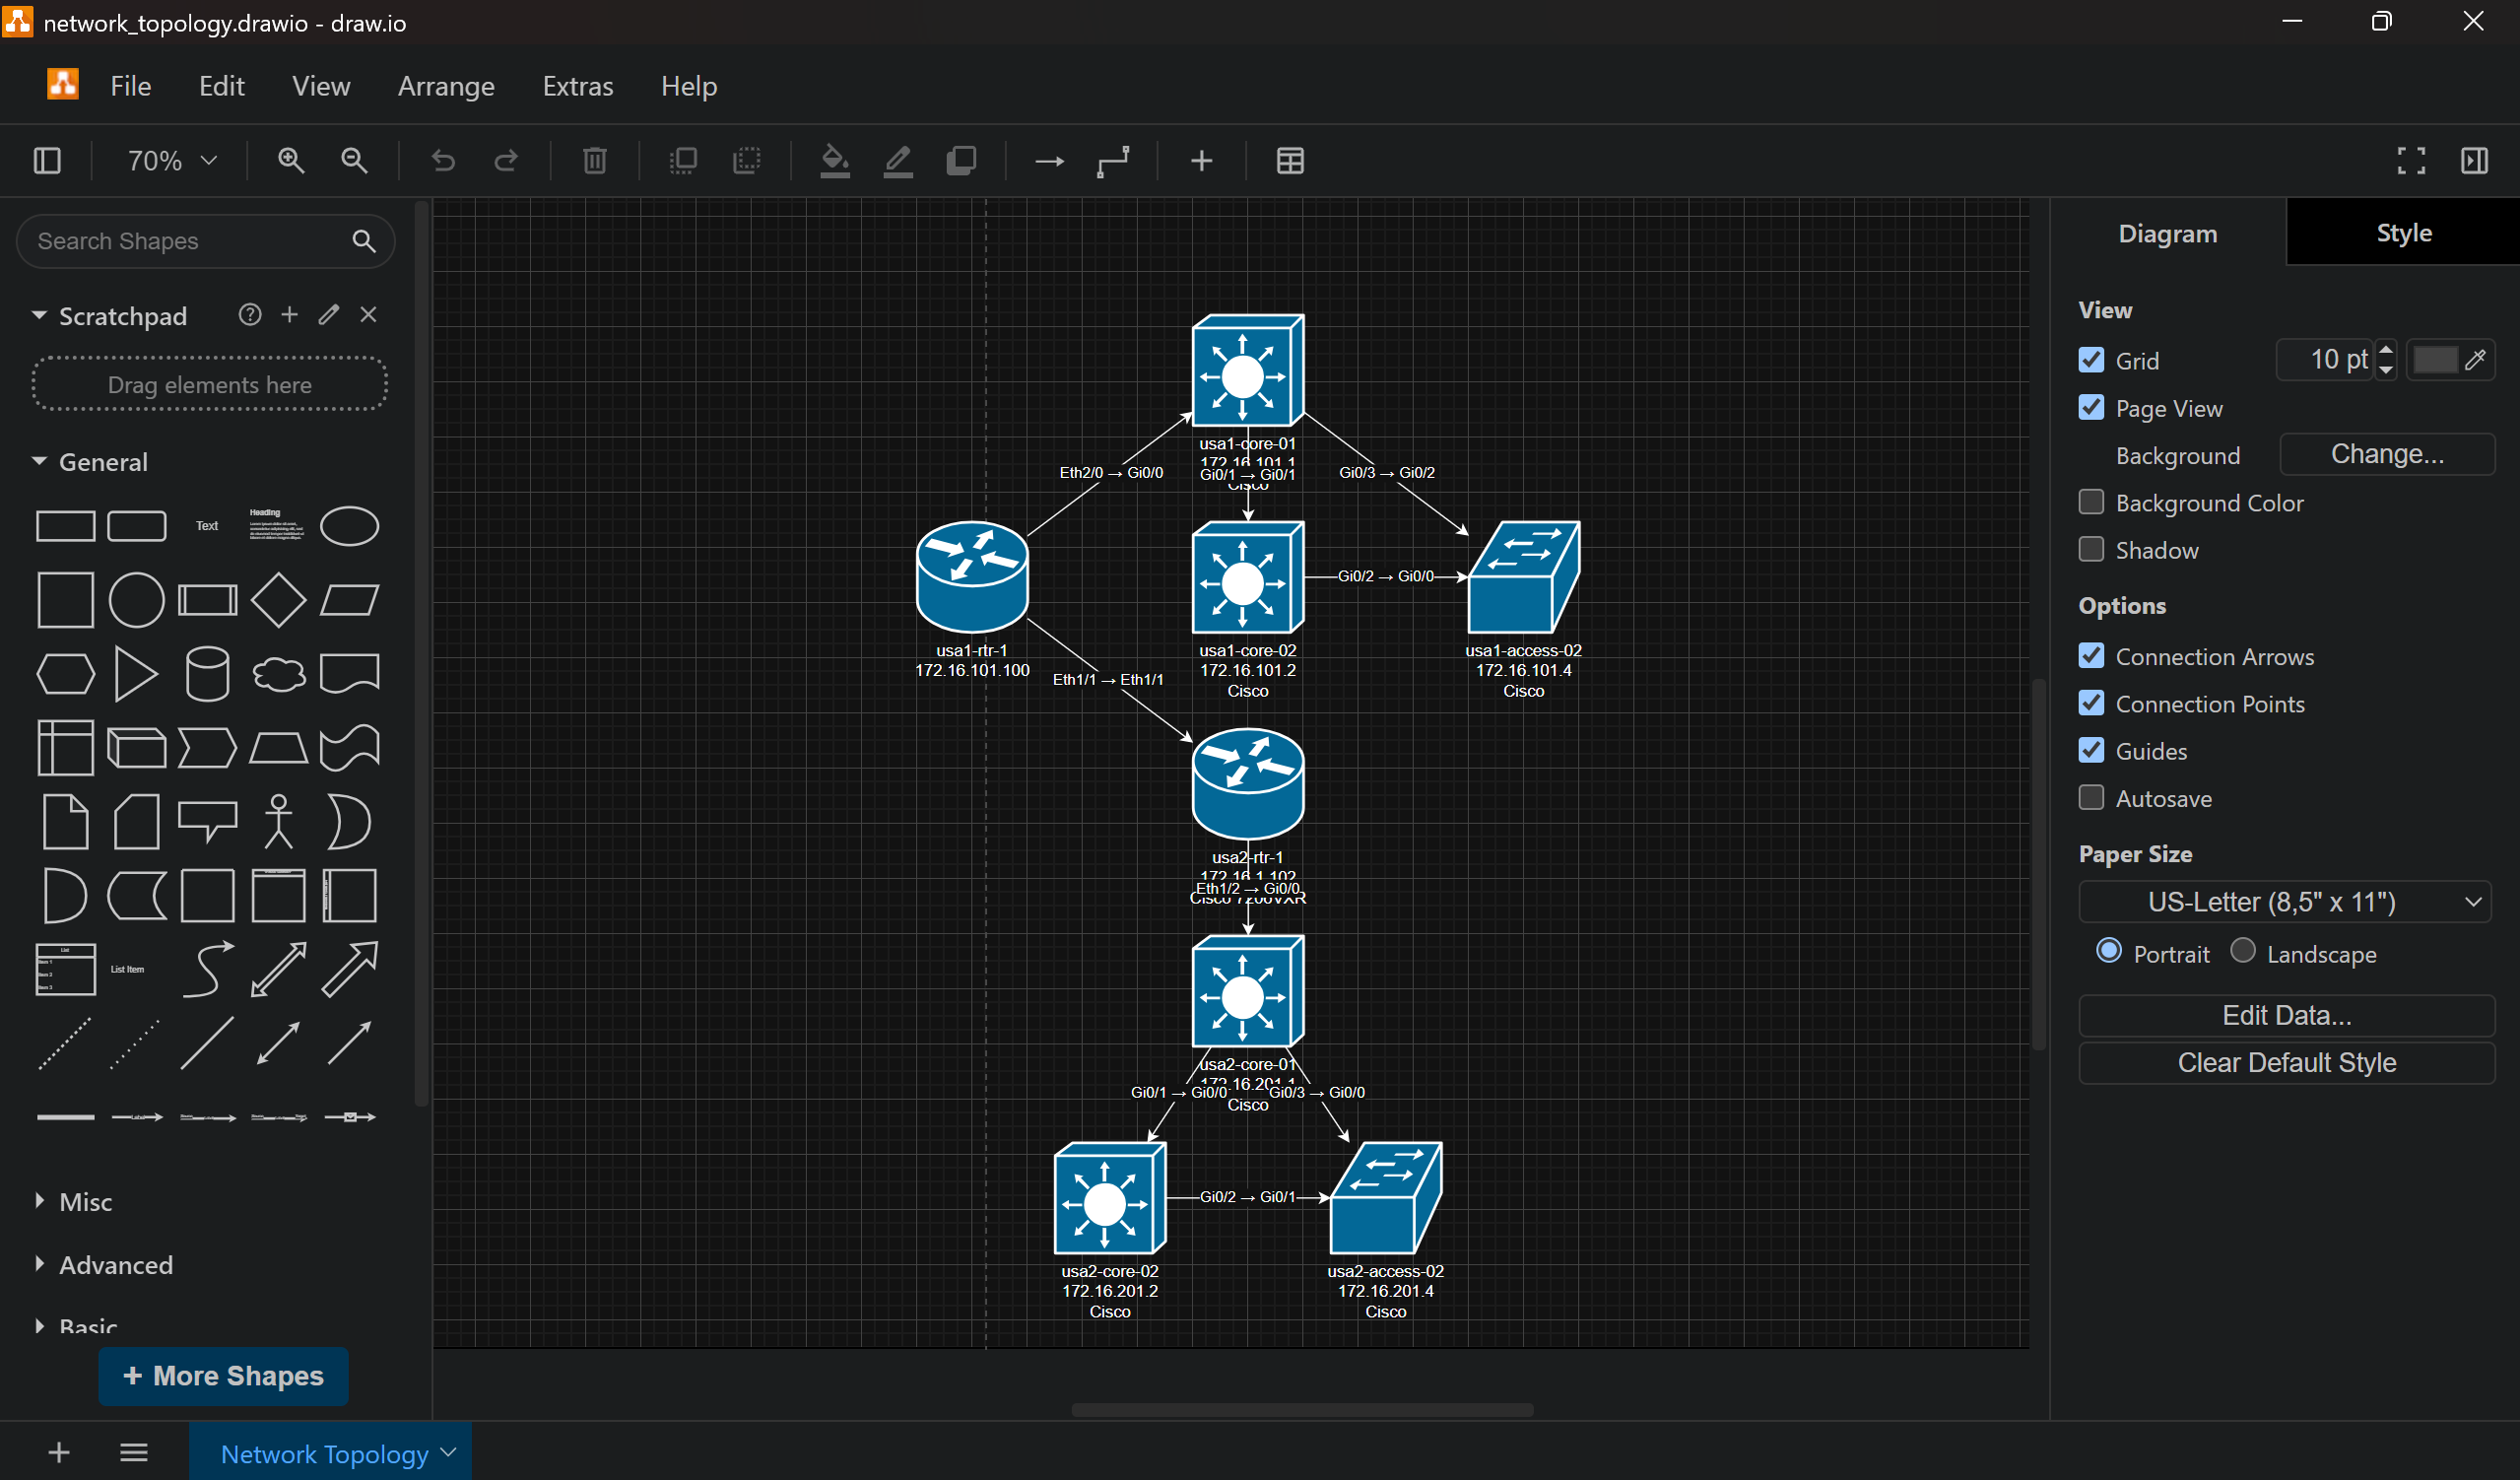 network_topology.drawio - draw.io
File Edit View Arrange Extras Help
70%
Search Shapes
Scratchpad
Drag elements here
General
Text
Heading
List
Item 1
Item 2
Item 3
List Item
Misc
Advanced
Basic
+ More Shapes
usa1-core-01
172.16.101.1
Cisco
Eth2/0 → Gi0/0
Gi0/1 → Gi0/1
Gi0/3 → Gi0/2
Gi0/2 → Gi0/0
usa1-rtr-1
172.16.101.100
usa1-core-02
172.16.101.2
Cisco
usa1-access-02
172.16.101.4
Cisco
Eth1/1 → Eth1/1
usa2-rtr-1
172.16.1.102
Eth1/2 → Gi0/0
Cisco 7206VXR
usa2-core-01
172.16.201.1
Cisco
Gi0/1 → Gi0/0
Gi0/3 → Gi0/0
Gi0/2 → Gi0/1
usa2-core-02
172.16.201.2
Cisco
usa2-access-02
172.16.201.4
Cisco
Diagram Style
View
Grid 10 pt
Page View
Background Change...
Background Color
Shadow
Options
Connection Arrows
Connection Points
Guides
Autosave
Paper Size
US-Letter (8,5" x 11")
Portrait Landscape
Edit Data...
Clear Default Style
Network Topology